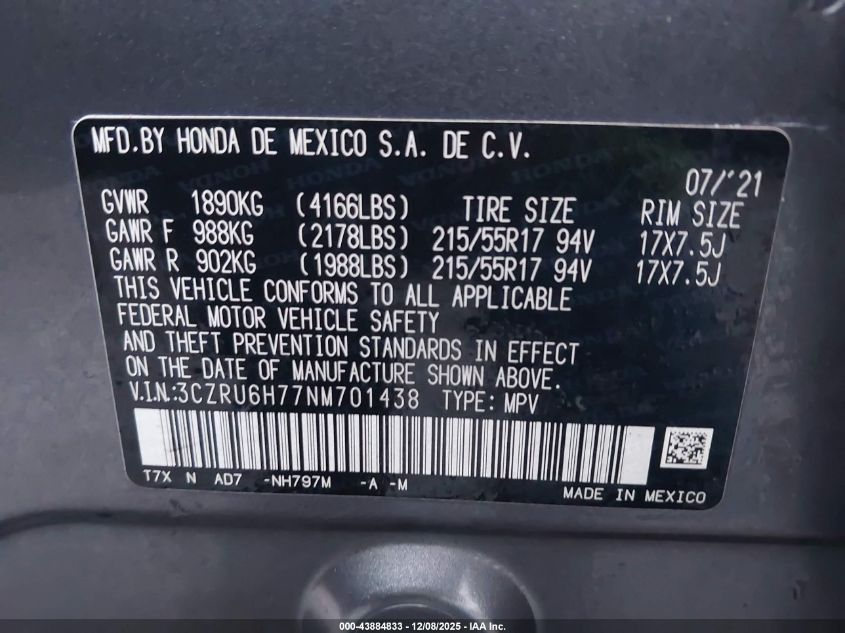 MFD.BY HONDA DE MEXICO S.A. DE C.V.
07/'21
GVWR 1890KG (4166LBS) TIRE SIZE RIM SIZE
GAWR F 988KG (2178LBS) 215/55R17 94V 17X7.5J
GAWR R 902KG (1988LBS) 215/55R17 94V 17X7.5J
THIS VEHICLE CONFORMS TO ALL APPLICABLE
FEDERAL MOTOR VEHICLE SAFETY
AND THEFT PREVENTION STANDARDS IN EFFECT
ON THE DATE OF MANUFACTURE SHOWN ABOVE.
V.I.N.:3CZRU6H77NM701438 TYPE: MPV
T7X N AD7 -NH797M -A -M
MADE IN MEXICO
000-43884833 - 12/08/2025 - IAA Inc.